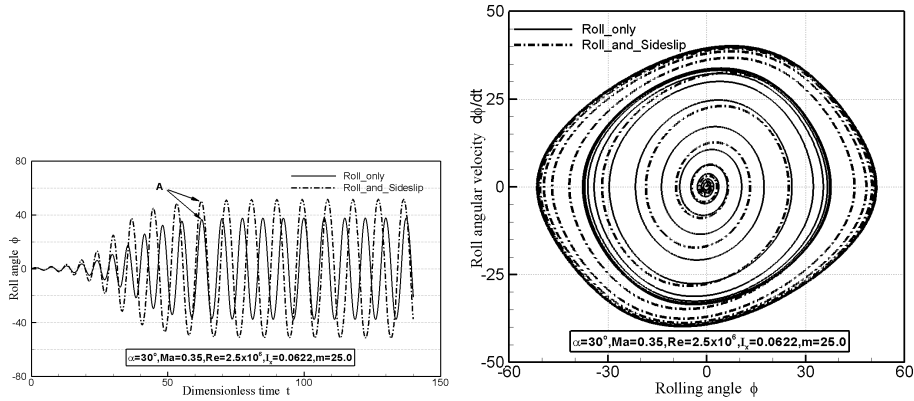 80
40
0
-40
-80
Roll angle ϕ
A
Roll_only
Roll_and_Sideslip
α=30°,Ma=0.35,Re=2.5x10⁶,Iₓ=0.0622,m=25.0
0 50 100 150
Dimensionless time t
50
25
0
-25
-50
Roll angular velocity dϕ/dt
Roll_only
Roll_and_Sideslip
α=30°,Ma=0.35,Re=2.5x10⁶,Iₓ=0.0622,m=25.0
-60 -30 0 30 60
Rolling angle ϕ